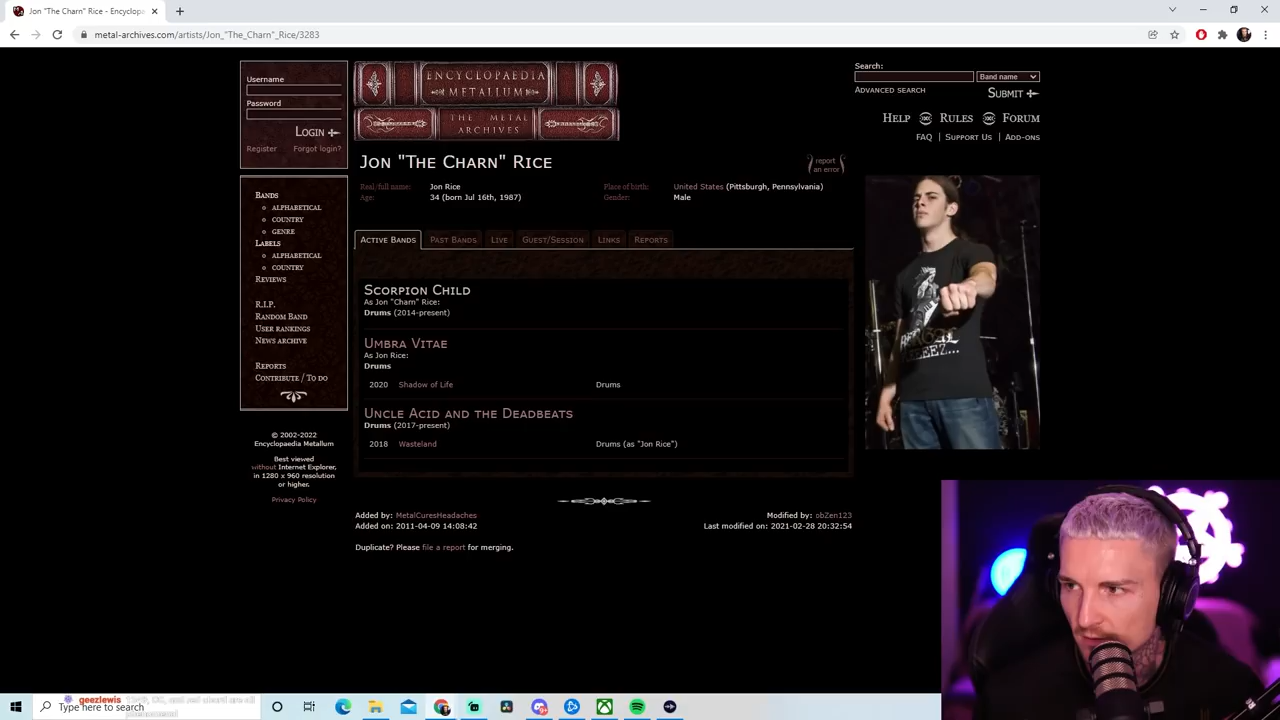 Jon "The Charn" Rice - Encyclop
metal-archives.com/artists/Jon_"The_Charn"_Rice/3283
Username
Password
Login
Register Forgot login?
ENCYCLOPAEDIA
METALLUM
THE METAL
ARCHIVES
Search:
Band name
Advanced search
Submit
Help Rules Forum
FAQ | Support Us | Add-ons
Bands
alphabetical
country
genre
Labels
alphabetical
country
Reviews
R.I.P.
Random Band
User rankings
News archive
Reports
Contribute / To do
© 2002-2022
Encyclopaedia Metallum
Best viewed
without Internet Explorer,
in 1280 x 960 resolution
or higher.
Privacy Policy
Jon "The Charn" Rice
report
an error
Real/full name: Jon Rice
Place of birth: United States (Pittsburgh, Pennsylvania)
Age: 34 (born Jul 16th, 1987)
Gender: Male
Active Bands Past Bands Live Guest/Session Links Reports
Scorpion Child
As Jon "Charn" Rice:
Drums (2014-present)
Umbra Vitae
As Jon Rice:
Drums
2020 Shadow of Life Drums
Uncle Acid and the Deadbeats
Drums (2017-present)
2018 Wasteland Drums (as "Jon Rice")
Added by: MetalCuresHeadaches
Modified by: obZen123
Added on: 2011-04-09 14:08:42
Last modified on: 2021-02-28 20:32:54
Duplicate? Please file a report for merging.
geezlewis
Type here to search